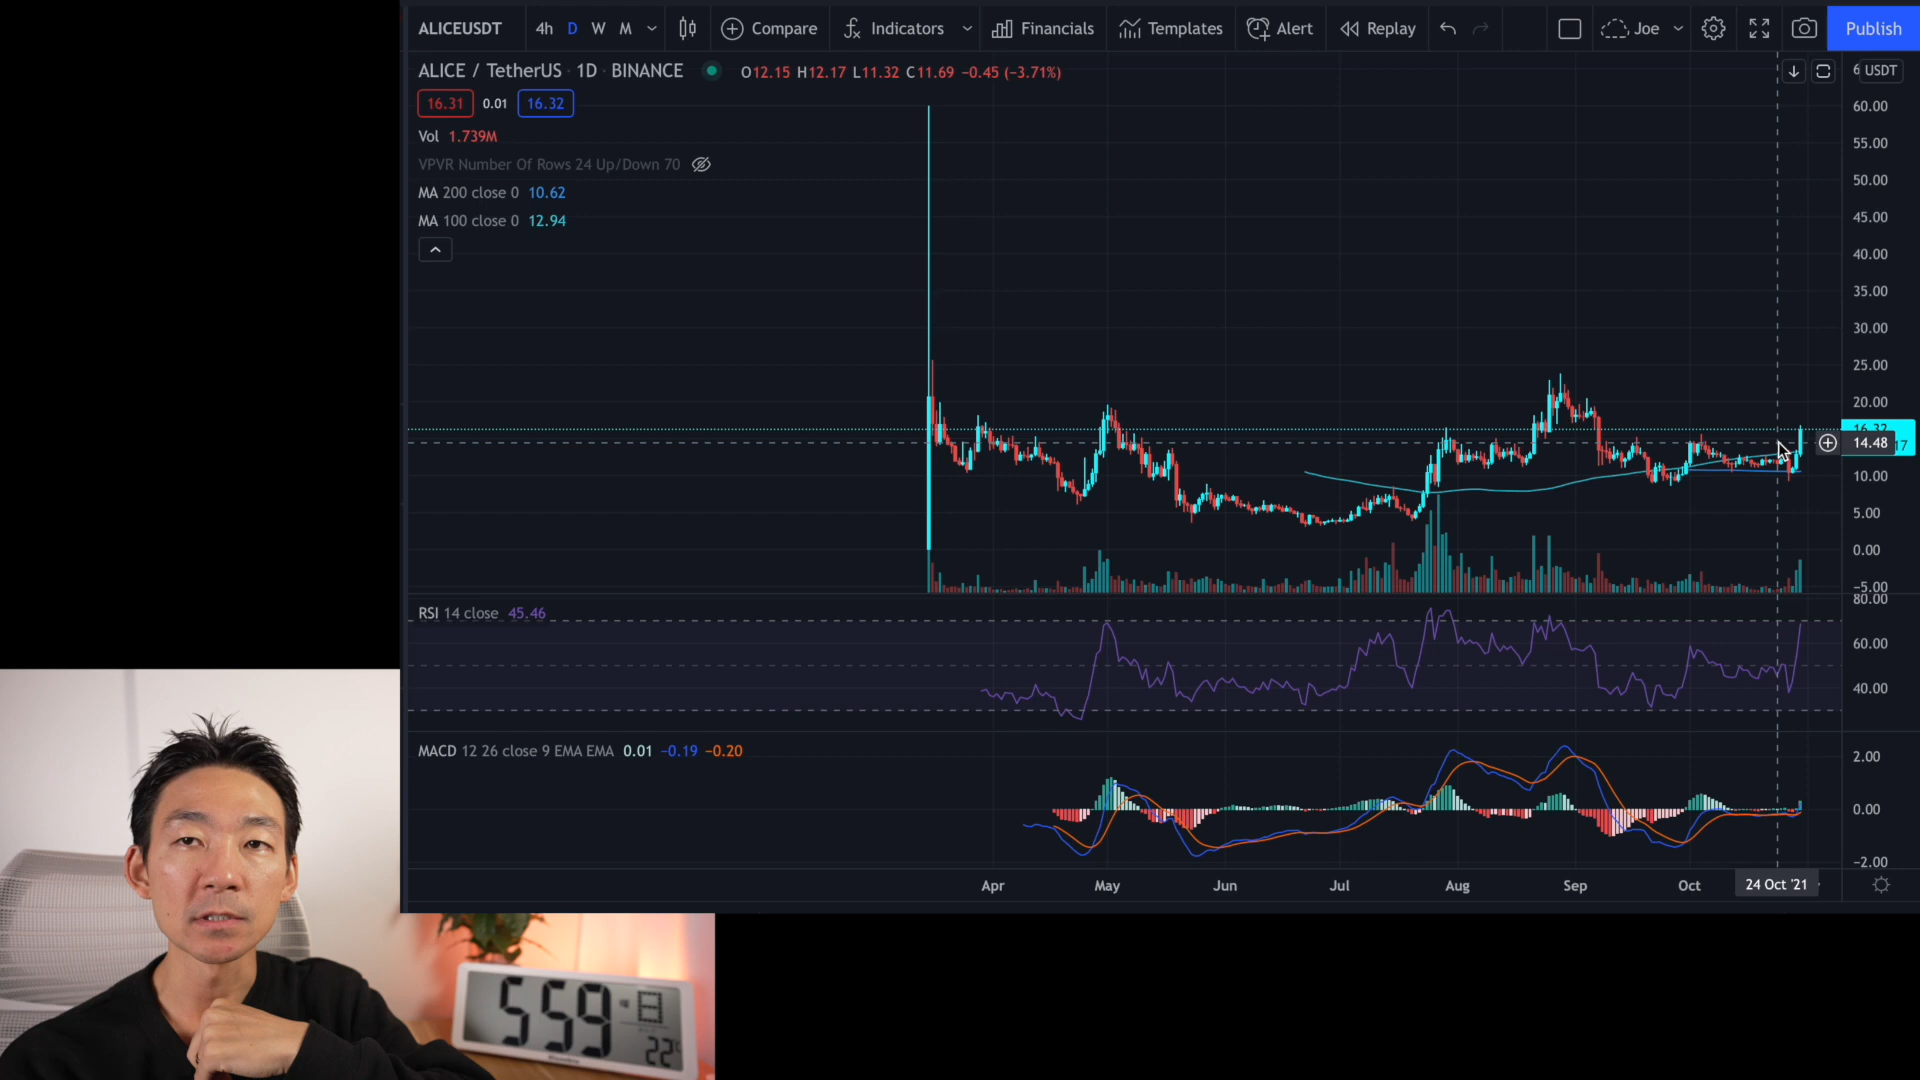 ALICEUSDT 4h D W M Compare Indicators Financials Templates Alert Replay Joe Publish
ALICE / TetherUS · 1D · BINANCE O12.15 H12.17 L11.32 C11.69 −0.45 (−3.71%)
USDT
16.31 0.01 16.32
Vol 1.739M
VPVR Number Of Rows 24 Up/Down 70
MA 200 close 0 10.62
MA 100 close 0 12.94
60.00
55.00
50.00
45.00
40.00
35.00
30.00
25.00
20.00
16.32
14.48
17
10.00
5.00
0.00
−5.00
RSI 14 close 45.46
80.00
60.00
40.00
MACD 12 26 close 9 EMA EMA 0.01 −0.19 −0.20
2.00
0.00
−2.00
Apr May Jun Jul Aug Sep Oct 24 Oct '21
559
22